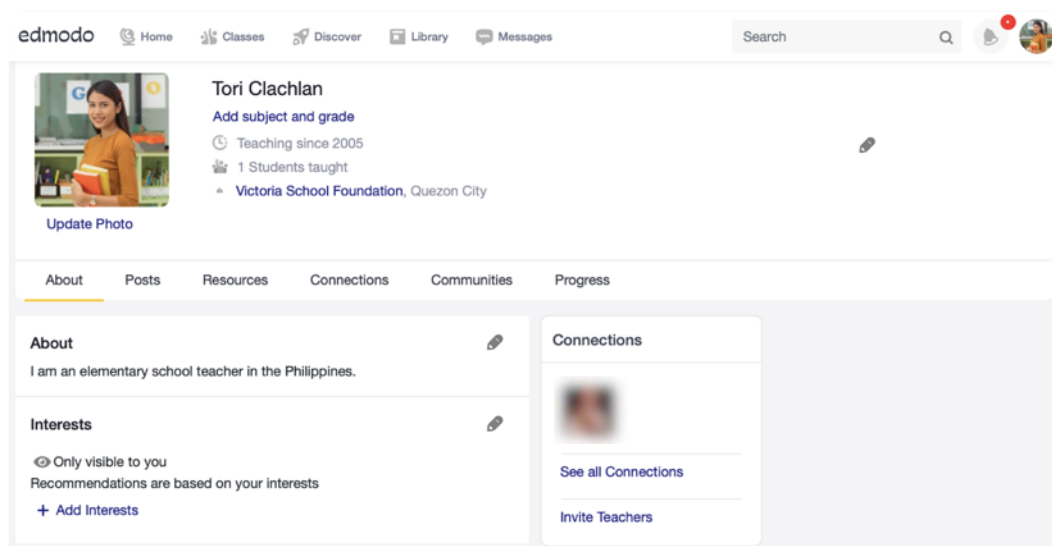 edmodo Home Classes Discover Library Messages Search
Tori Clachlan
Add subject and grade
Teaching since 2005
1 Students taught
Victoria School Foundation, Quezon City
Update Photo
About Posts Resources Connections Communities Progress
About
I am an elementary school teacher in the Philippines.
Interests
Only visible to you
Recommendations are based on your interests
+ Add Interests
Connections
See all Connections
Invite Teachers